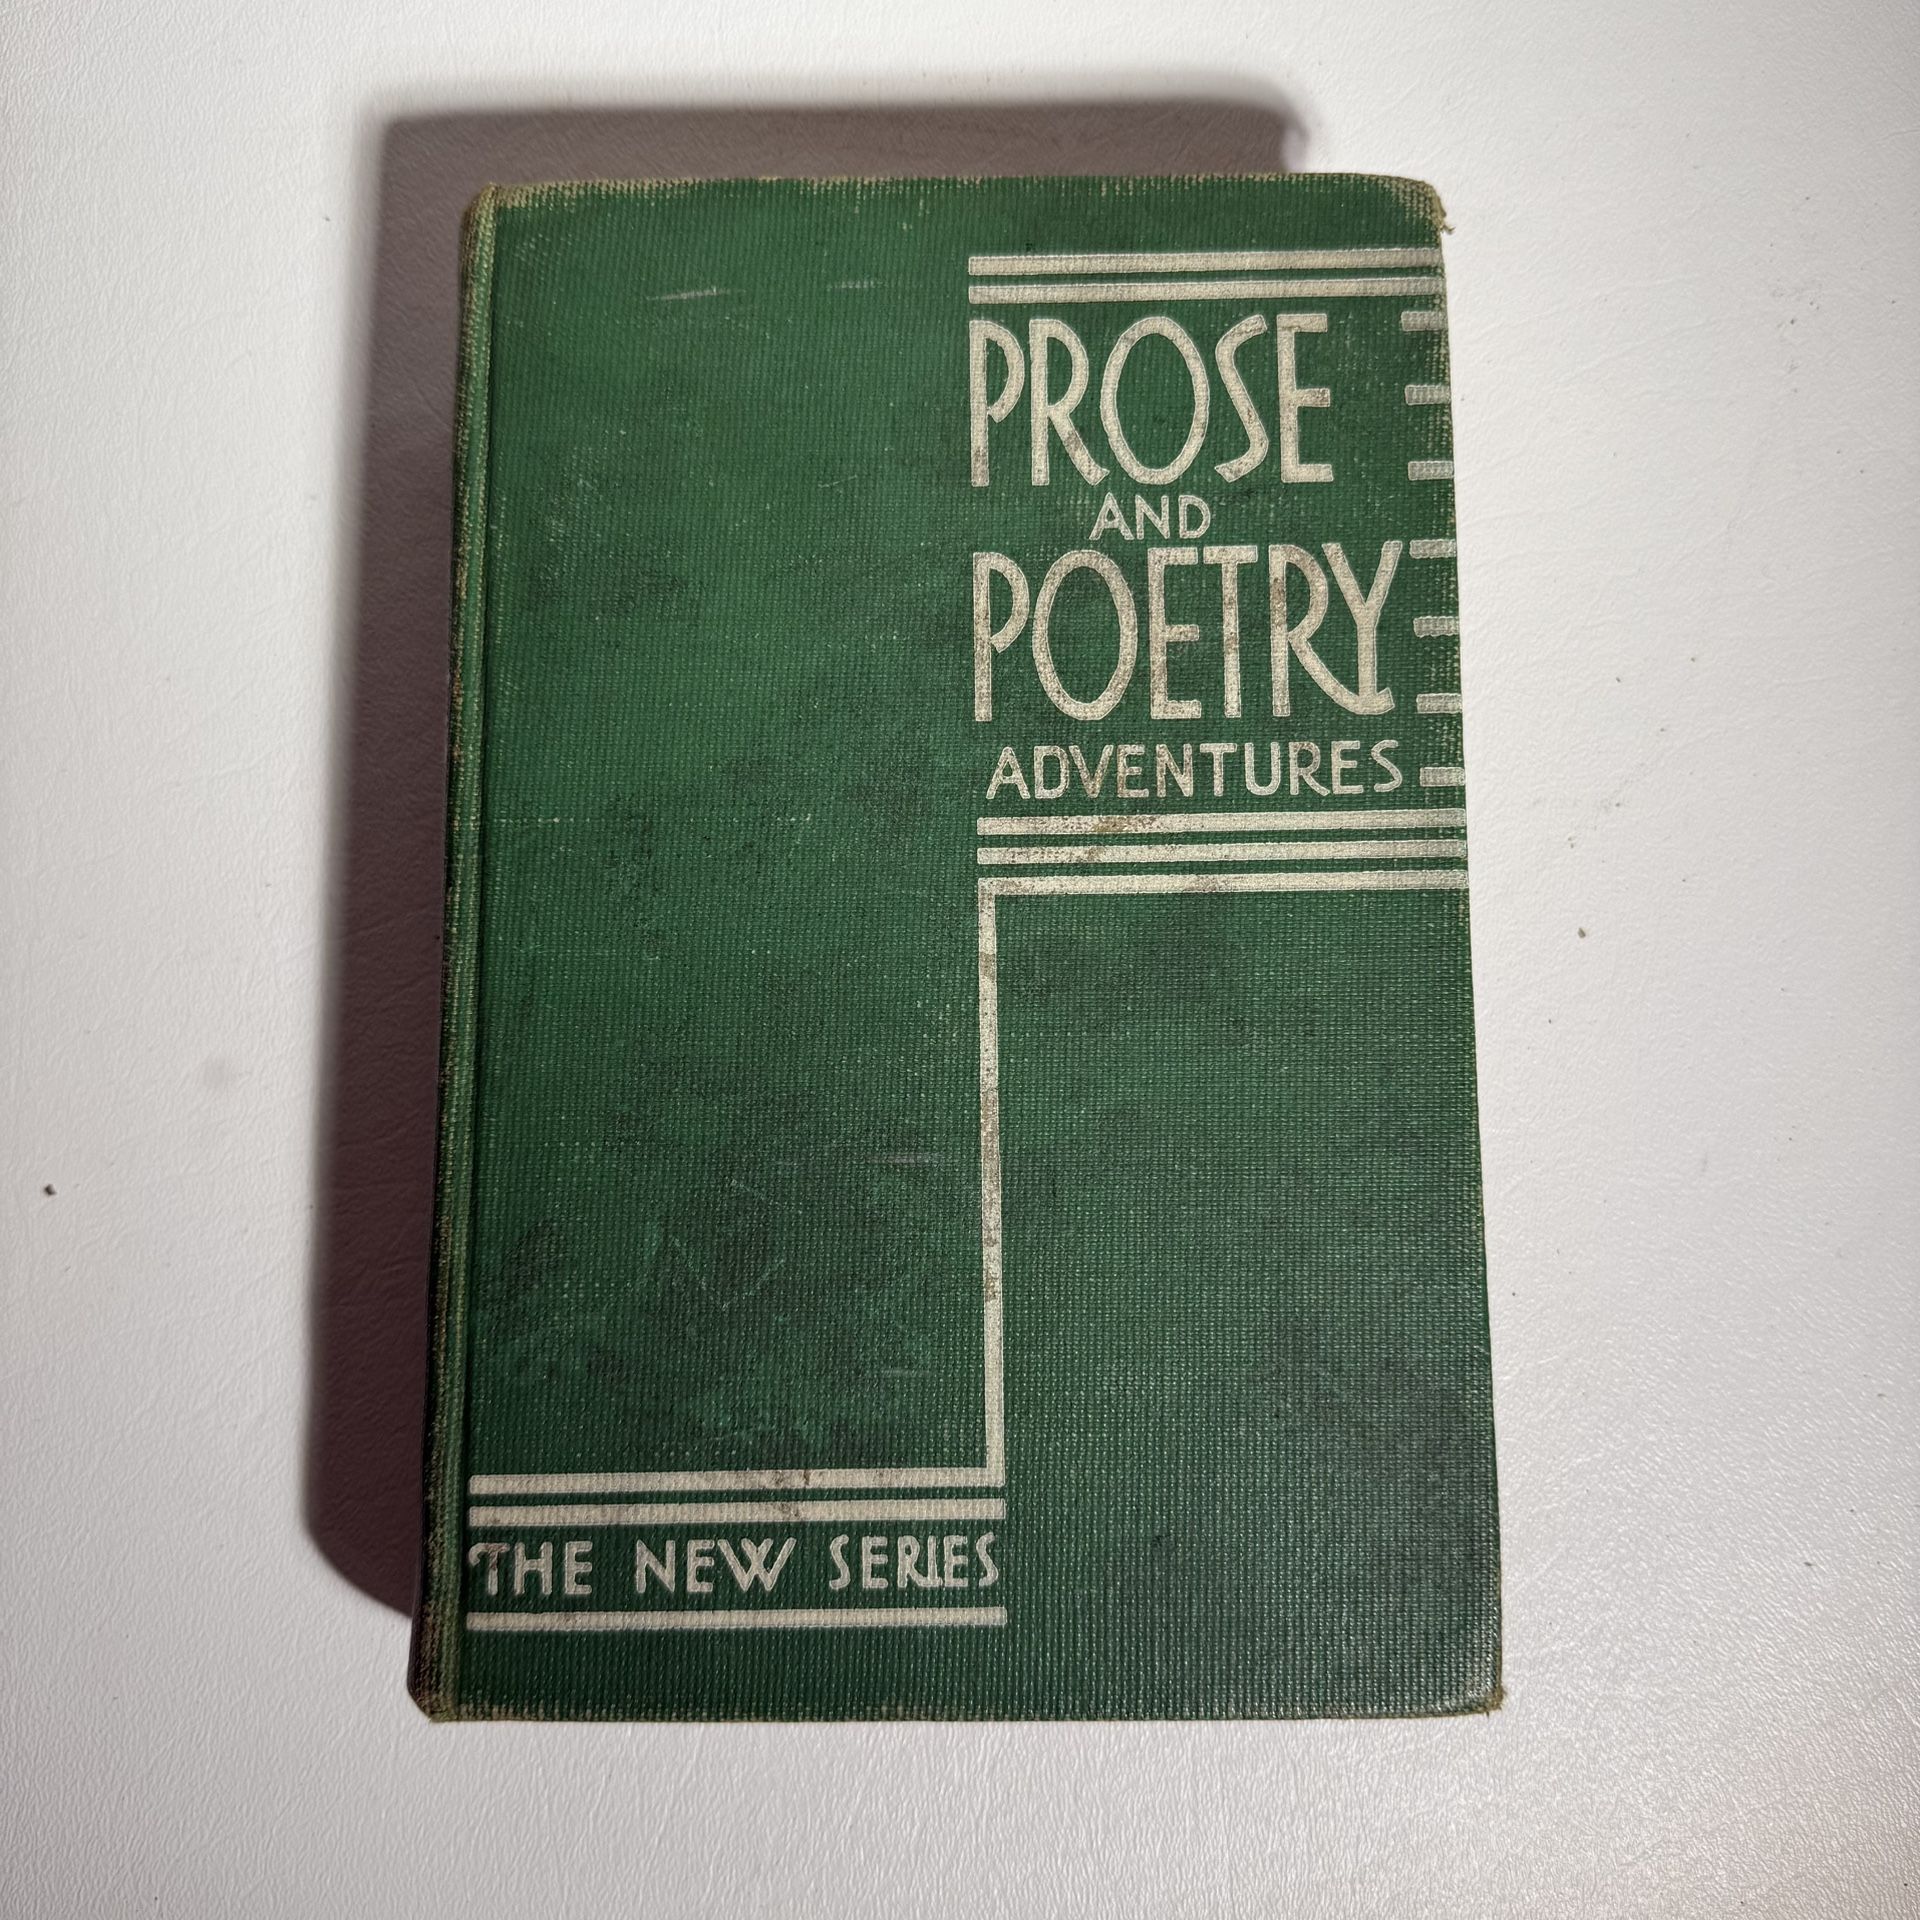 PROSE
AND
POETRY
ADVENTURES
THE NEW SERIES